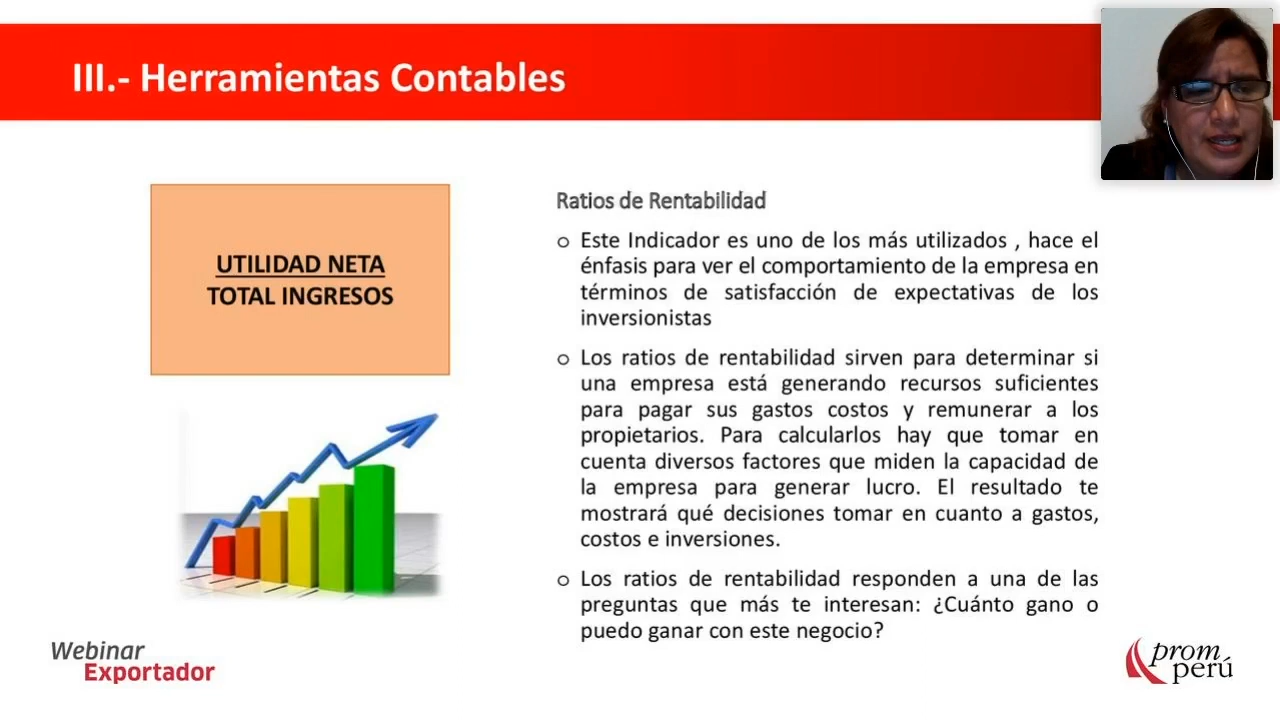 III.- Herramientas Contables
UTILIDAD NETA
TOTAL INGRESOS
Ratios de Rentabilidad
o Este Indicador es uno de los más utilizados , hace el
énfasis para ver el comportamiento de la empresa en
términos de satisfacción de expectativas de los
inversionistas
o Los ratios de rentabilidad sirven para determinar si
una empresa está generando recursos suficientes
para pagar sus gastos costos y remunerar a los
propietarios. Para calcularlos hay que tomar en
cuenta diversos factores que miden la capacidad de
la empresa para generar lucro. El resultado te
mostrará qué decisiones tomar en cuanto a gastos,
costos e inversiones.
o Los ratios de rentabilidad responden a una de las
preguntas que más te interesan: ¿Cuánto gano o
puedo ganar con este negocio?
Webinar
Exportador
prom
perú